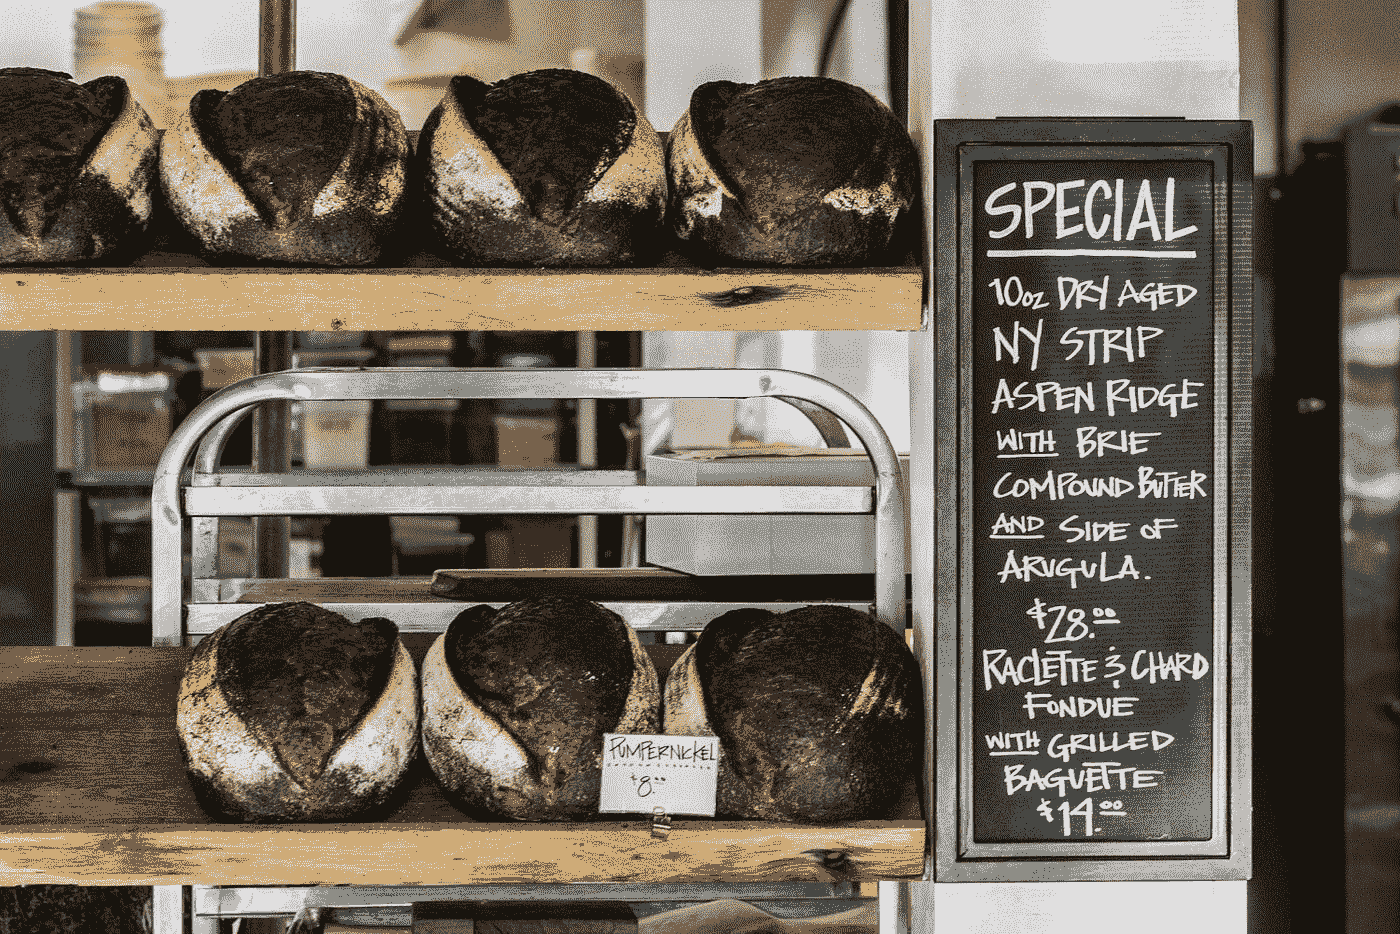 SPECIAL
10oz DRY AGED
NY STRIP
ASPEN RIDGE
WITH BRIE
COMPOUND BUTTER
AND SIDE OF
ARUGULA.
$28.00
RACLETTE & CHARD
FONDUE
WITH GRILLED
BAGUETTE
$14.00
PUMPERNICKEL
$8.00